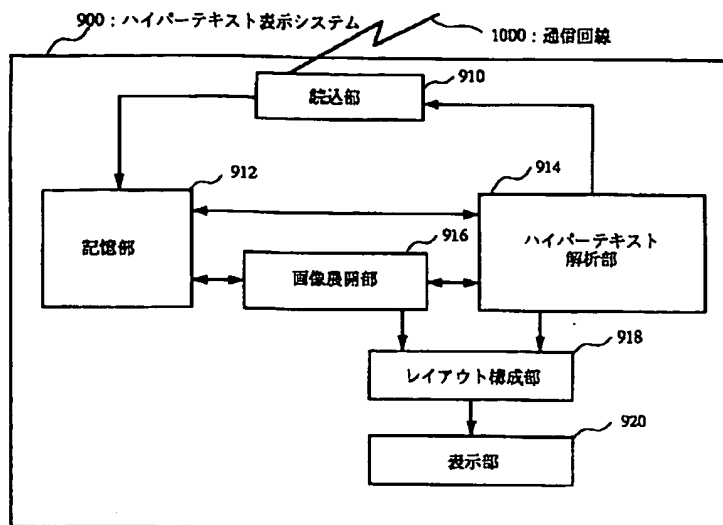 900：ハイパーテキスト表示システム
1000：通信回線
910
読込部
912
914
記憶部
916
ハイパーテキスト
解析部
画像展開部
918
レイアウト構成部
920
表示部